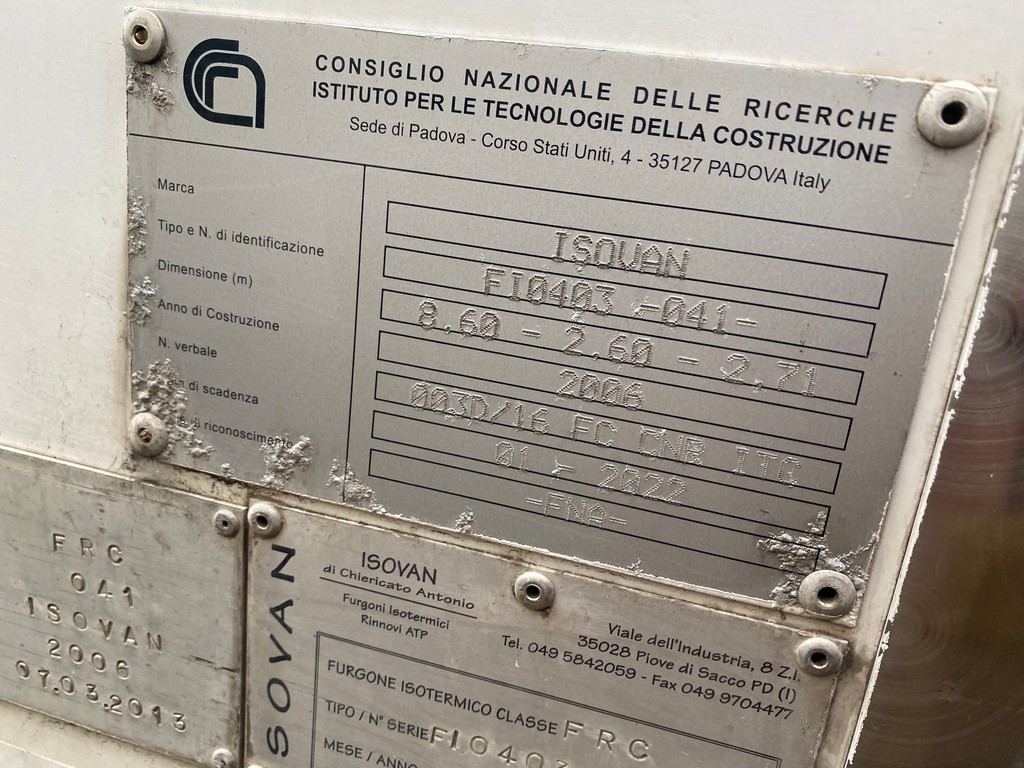 CONSIGLIO NAZIONALE DELLE RICERCHE
ISTITUTO PER LE TECNOLOGIE DELLA COSTRUZIONE
Sede di Padova - Corso Stati Uniti, 4 - 35127 PADOVA Italy
Marca
ISOVAN
Tipo e N. di identificazione
FI0403 -041-
Dimensione (m)
8,60 - 2,60 - 2,71
Anno di Costruzione
2006
N. verbale
003D/16 FC CNR ITC
di scadenza
01 - 2022
di riconoscimento
-FNA-
FRC
041
ISOVAN
2006
07.03.2013
ISOVAN
ISOVAN
di Chiericato Antonio
Furgoni Isotermici
Rinnovi ATP
Viale dell'Industria, 8 Z.I.
35028 Piove di Sacco PD (I)
Tel. 049 5842059 - Fax 049 9704477
FURGONE ISOTERMICO CLASSE FRC
TIPO / N° SERIE FI0403
MESE / ANNO